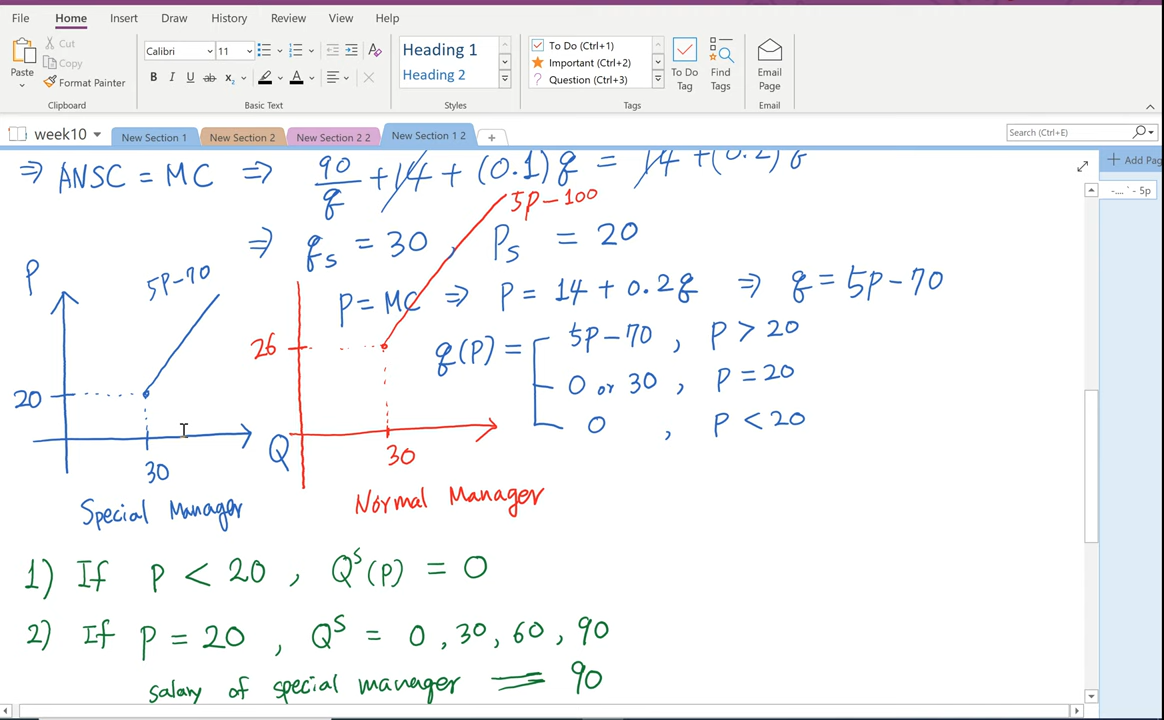 File Home Insert Draw History Review View Help
Paste Cut Copy Format Painter Clipboard
Calibri 11 B I U ab x₂ A Basic Text
Heading 1 Heading 2 Styles
To Do (Ctrl+1) Important (Ctrl+2) ? Question (Ctrl+3) To Do Tag Find Tags Tags
Email Page Email
week10 New Section 1 New Section 2 New Section 2 2 New Section 1 2 + Search (Ctrl+E)
+ Add Pag
-.... ` - 5p
⇒ ANSC = MC ⇒ 90/q + 14 + (0.1) q = 14 + (0.2) q
5P-100
⇒ qs = 30 , Ps = 20
P 5P-70
P = MC ⇒ P = 14 + 0.2q ⇒ q = 5P-70
26 q(P) = 5P-70 , P > 20
20 0 or 30 , P = 20
0 , P < 20
30 Q 30
Special Manager Normal Manager
1) If P < 20 , Qˢ(P) = 0
2) If P = 20 , Qˢ = 0 , 30 , 60 , 90
salary of special manager = 90